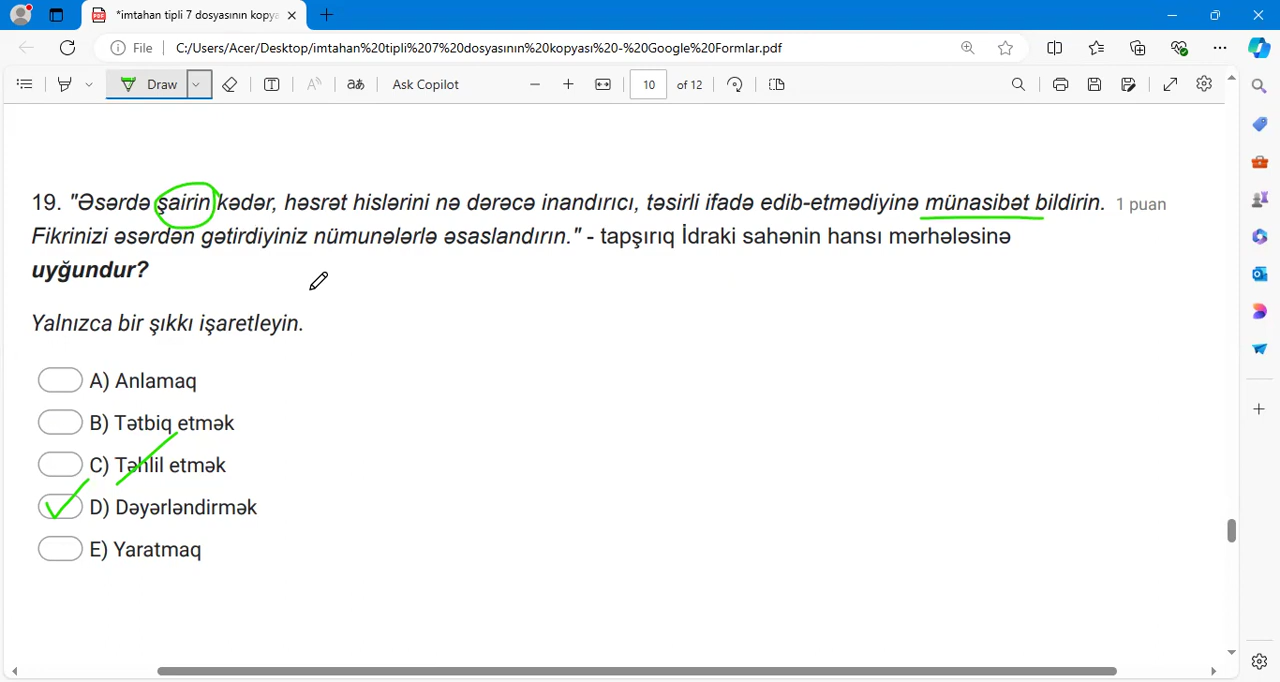 *imtahan tipli 7 dosyasının kopya
File
C:/Users/Acer/Desktop/imtahan%20tipli%207%20dosyasının%20kopyası%20-%20Google%20Formlar.pdf
Draw
Ask Copilot
10
of 12
19. "Əsərdə şairin kədər, həsrət hislərini nə dərəcə inandırıcı, təsirli ifadə edib-etmədiyinə münasibət bildirin.
1 puan
Fikrinizi əsərdən gətirdiyiniz nümunələrlə əsaslandırın." - tapşırıq İdraki sahənin hansı mərhələsinə
uyğundur?
Yalnızca bir şıkkı işaretleyin.
A) Anlamaq
B) Tətbiq etmək
C) Təhlil etmək
D) Dəyərləndirmək
E) Yaratmaq